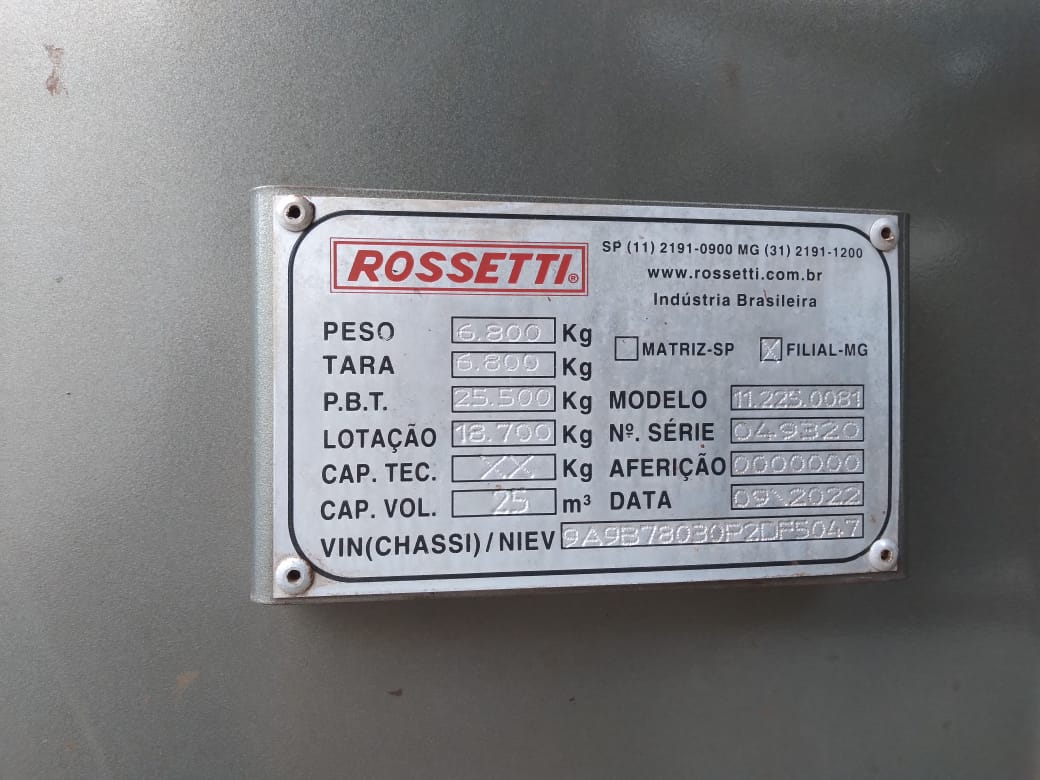 ROSSETTI®
SP (11) 2191-0900 MG (31) 2191-1200
www.rossetti.com.br
Indústria Brasileira
PESO 6.800 Kg
TARA 6.800 Kg
MATRIZ-SP X FILIAL-MG
P.B.T. 25.500 Kg
MODELO 11.225.0081
LOTAÇÃO 18.700 Kg
Nº. SÉRIE 049320
CAP. TEC. XX Kg
AFERIÇÃO 0000000
CAP. VOL. 25 m³
DATA 09\2022
VIN(CHASSI)/NIEV 9A9B78030P2DF5047